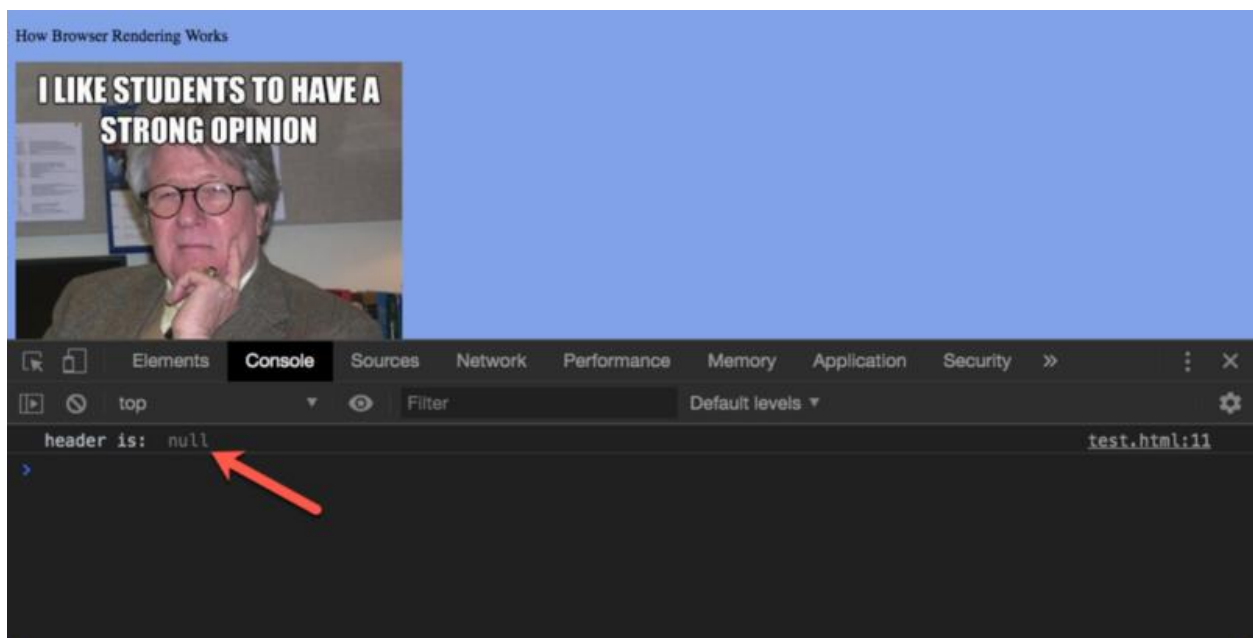 How Browser Rendering Works
I LIKE STUDENTS TO HAVE A
STRONG OPINION
Elements Console Sources Network Performance Memory Application Security »
top Filter Default levels
header is: null test.html:11